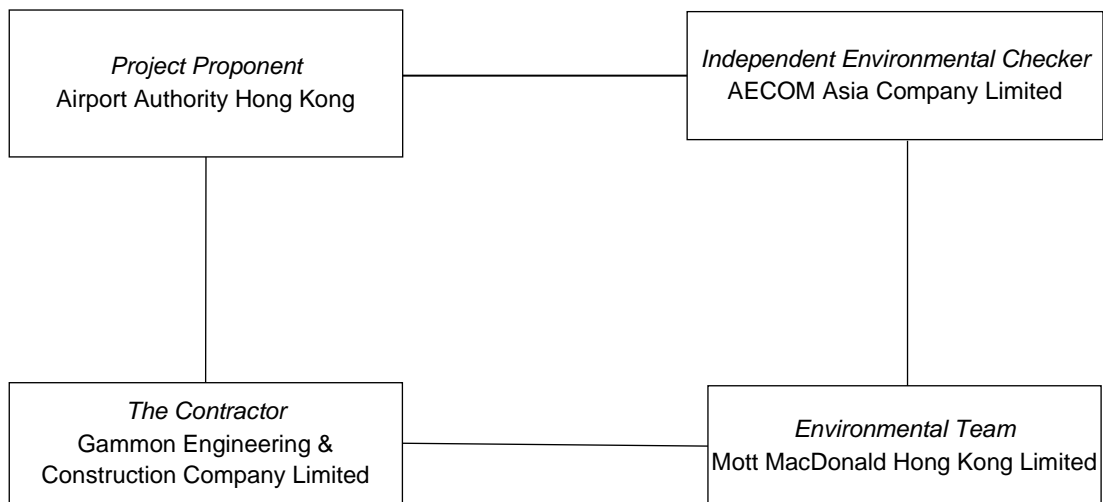 Project Proponent
Airport Authority Hong Kong
Independent Environmental Checker
AECOM Asia Company Limited
The Contractor
Gammon Engineering &
Construction Company Limited
Environmental Team
Mott MacDonald Hong Kong Limited